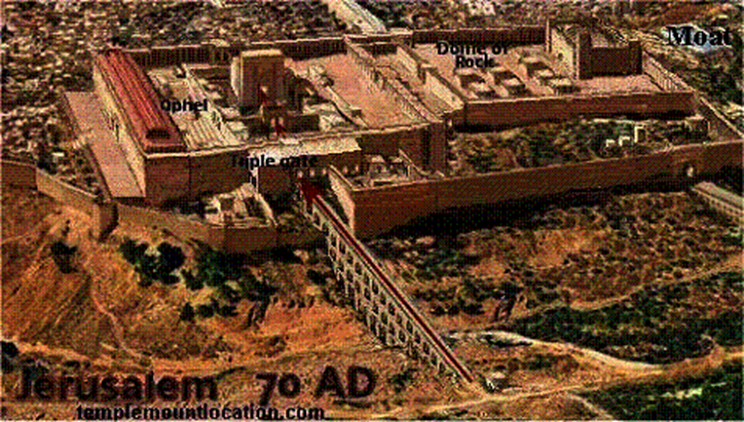 Moat
Dome of
Rock
Ophel
Triple gate
Jerusalem 70 AD
templemountlocation.com